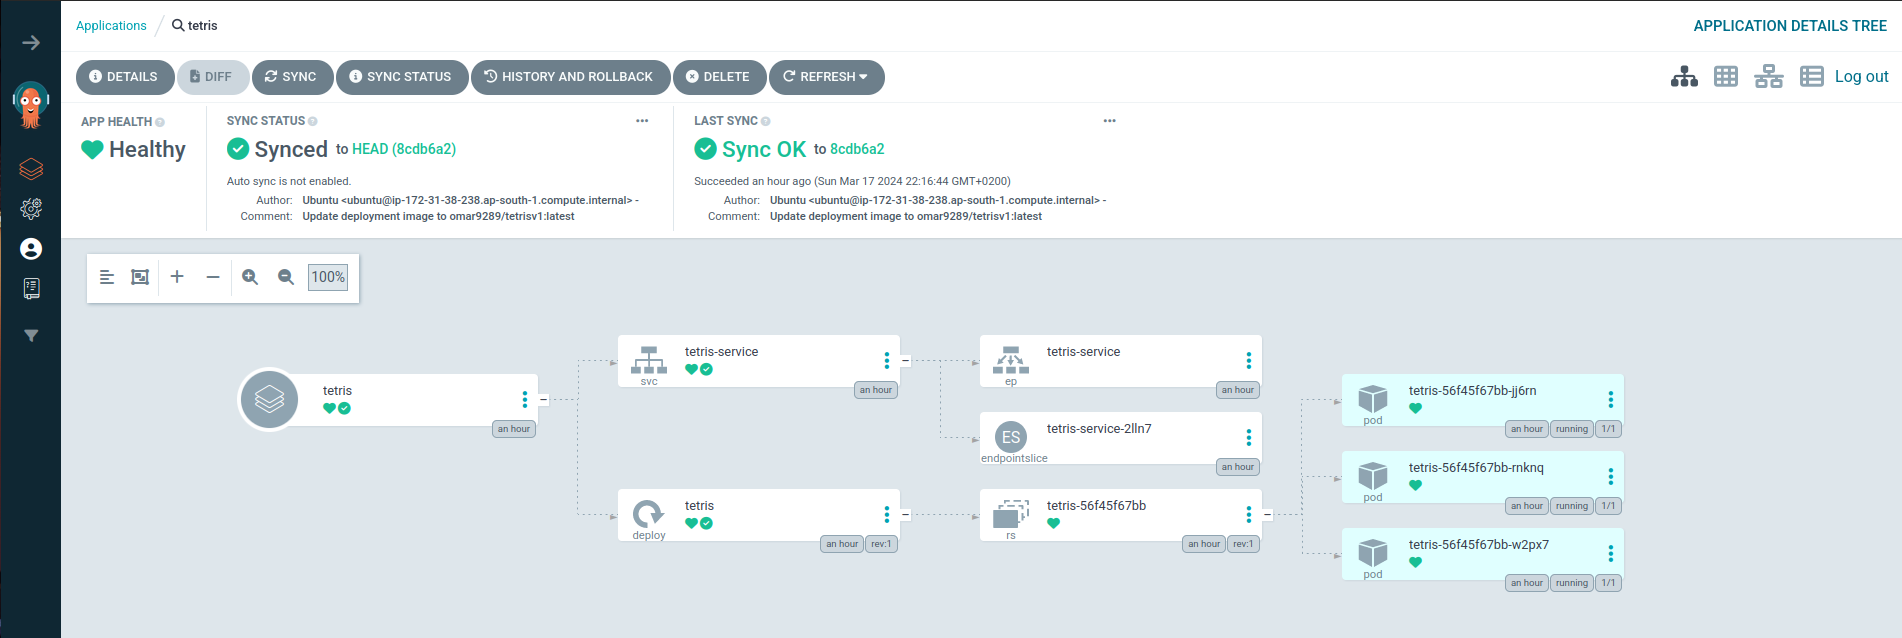 Applications / tetris
APPLICATION DETAILS TREE
DETAILS DIFF SYNC SYNC STATUS HISTORY AND ROLLBACK DELETE REFRESH
Log out
APP HEALTH
Healthy
SYNC STATUS
Synced to HEAD (8cdb6a2)
Auto sync is not enabled.
Author: Ubuntu <ubuntu@ip-172-31-38-238.ap-south-1.compute.internal> -
Comment: Update deployment image to omar9289/tetrisv1:latest
LAST SYNC
Sync OK to 8cdb6a2
Succeeded an hour ago (Sun Mar 17 2024 22:16:44 GMT+0200)
Author: Ubuntu <ubuntu@ip-172-31-38-238.ap-south-1.compute.internal> -
Comment: Update deployment image to omar9289/tetrisv1:latest
100%
tetris
an hour
tetris-service
svc
an hour
tetris
deploy
an hour rev:1
tetris-service
ep
an hour
ES
tetris-service-2lln7
endpointslice
an hour
tetris-56f45f67bb
rs
an hour rev:1
tetris-56f45f67bb-jj6rn
pod
an hour running 1/1
tetris-56f45f67bb-rnknq
pod
an hour running 1/1
tetris-56f45f67bb-w2px7
pod
an hour running 1/1